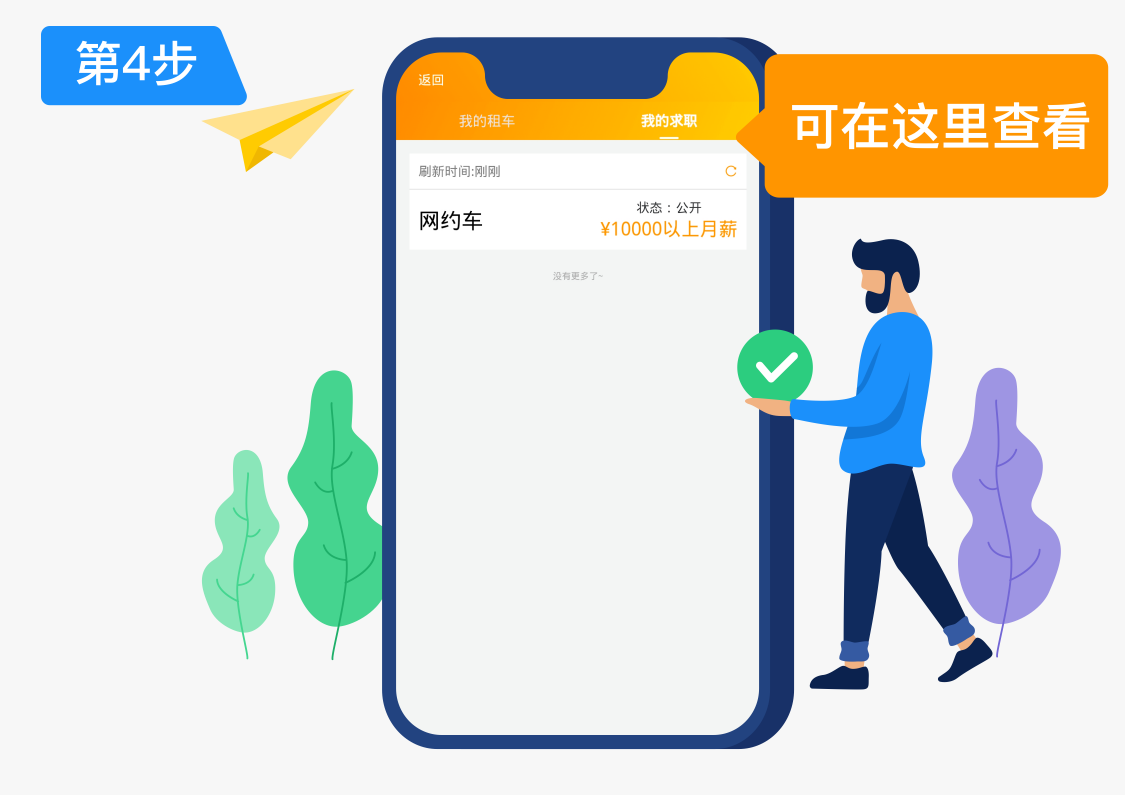 第4步
可在这里查看
返回
我的租车
我的求职
刷新时间:刚刚
网约车
状态：公开
¥10000以上月薪
没有更多了~